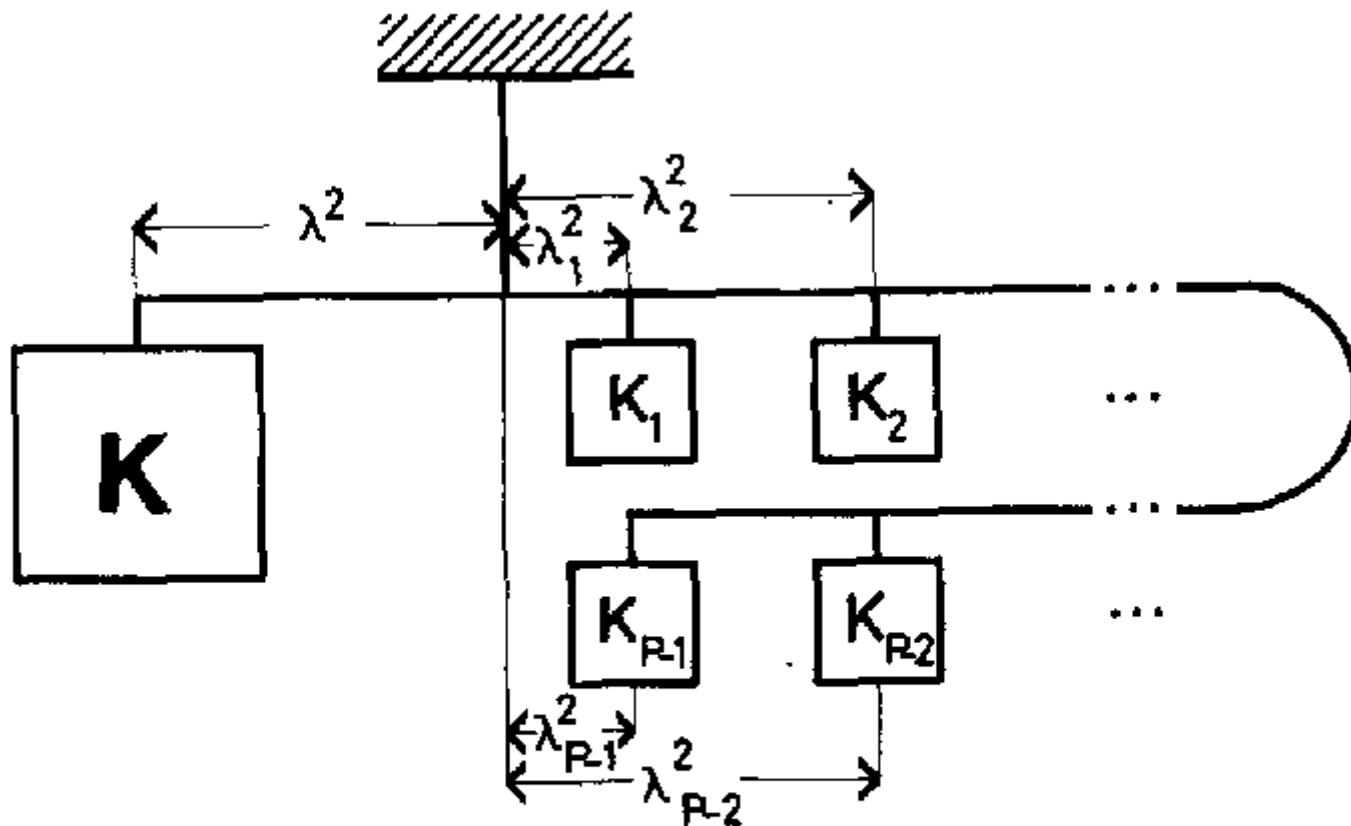 λ² λ₂²
λ₁²
...
K K₁ K₂ ...
...
K_{P-1} K_{P-2} ...
λ²_{P-1}
λ²_{P-2}